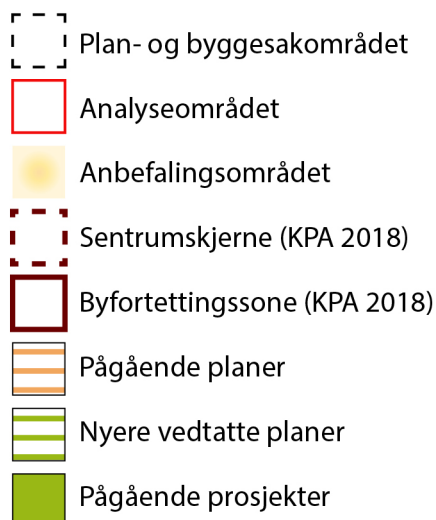 Plan- og byggesakområdet
Analyseområdet
Anbefalingsområdet
Sentrumskjerne (KPA 2018)
Byfortettingssone (KPA 2018)
Pågående planer
Nyere vedtatte planer
Pågående prosjekter